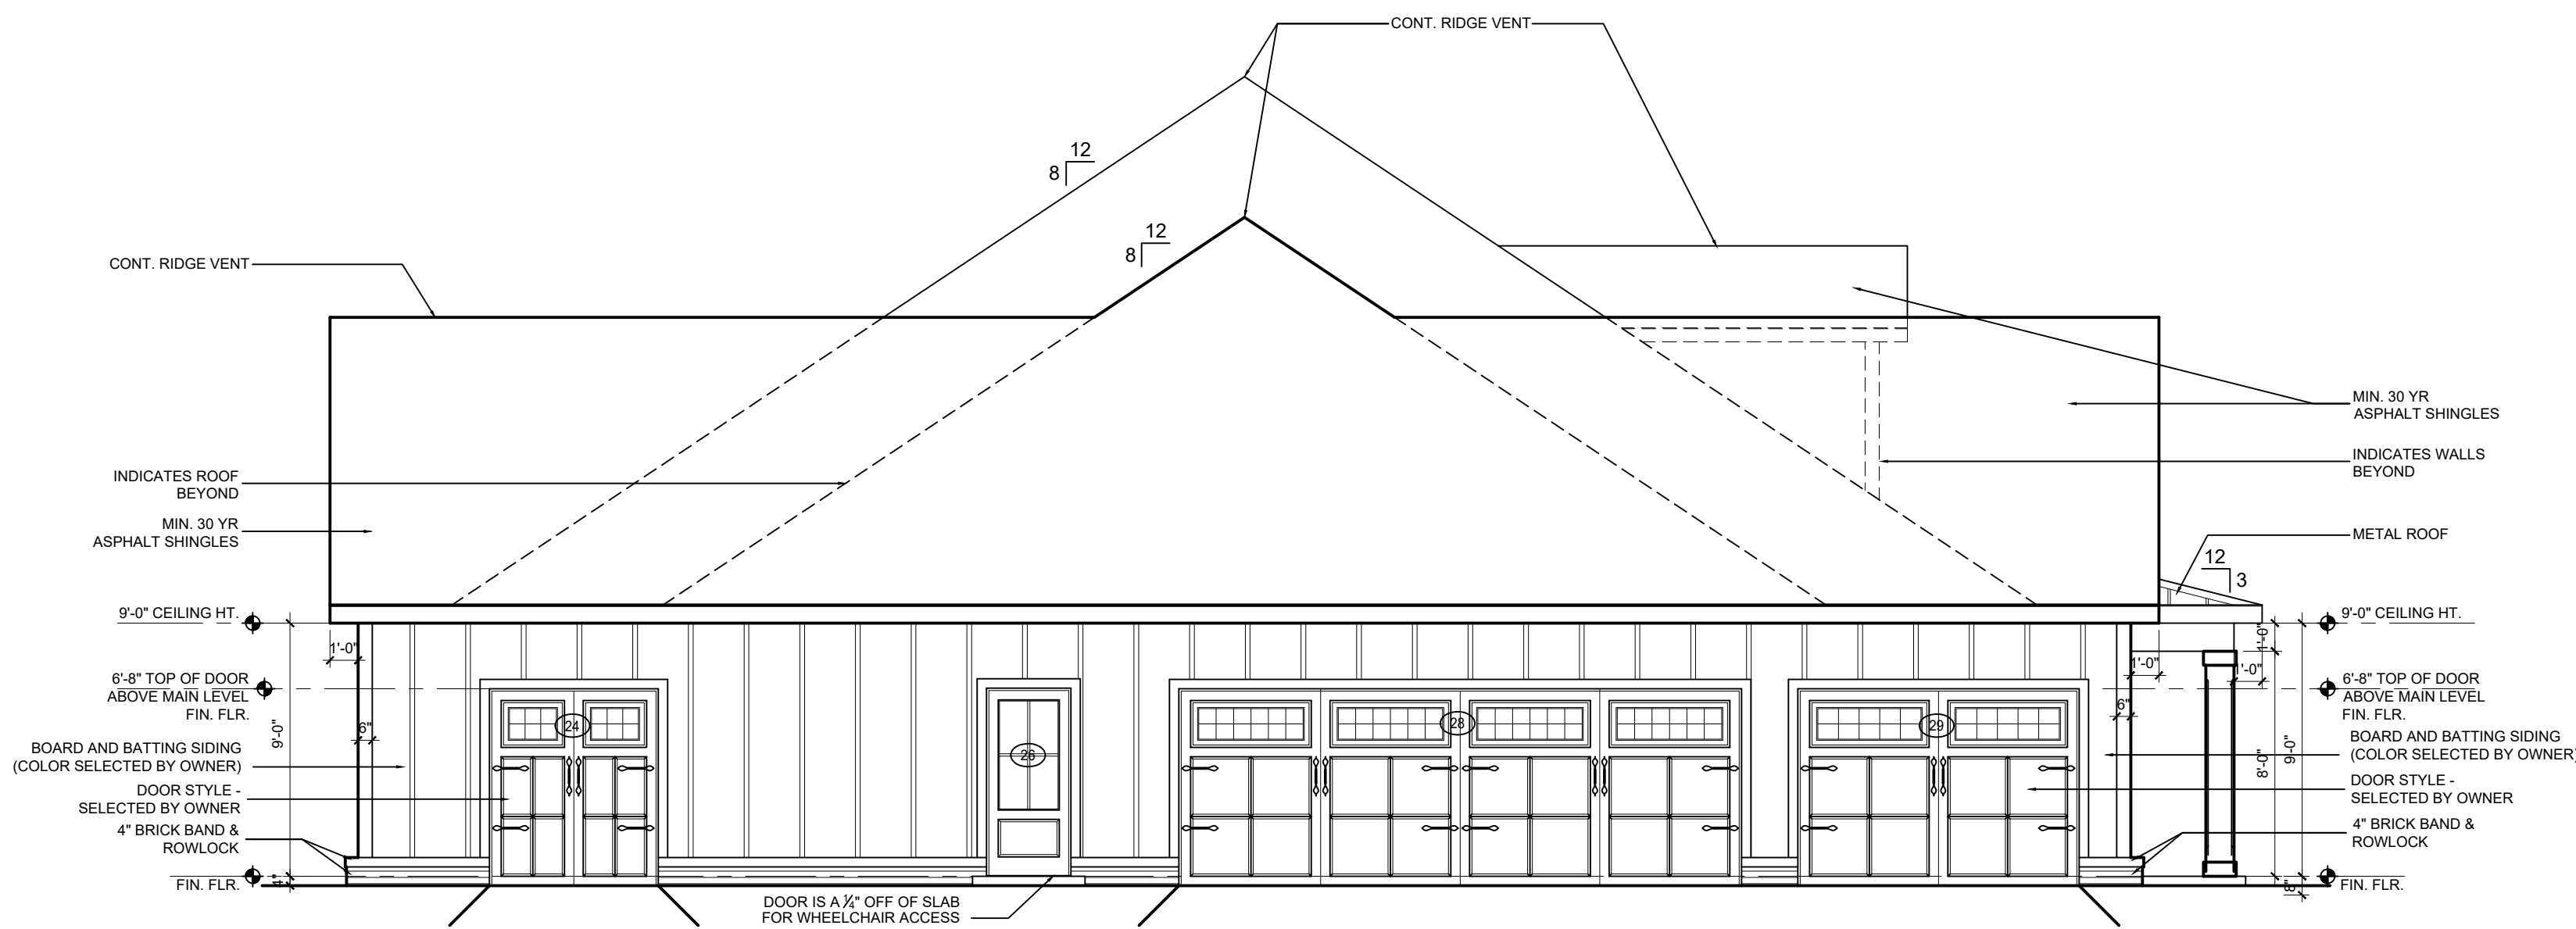 CONT. RIDGE VENT
12
8
12
8
CONT. RIDGE VENT
INDICATES ROOF
BEYOND
MIN. 30 YR
ASPHALT SHINGLES
9'-0" CEILING HT.
1'-0"
6'-8" TOP OF DOOR
ABOVE MAIN LEVEL
FIN. FLR.
9'-0"
6"
BOARD AND BATTING SIDING
(COLOR SELECTED BY OWNER)
DOOR STYLE -
SELECTED BY OWNER
4" BRICK BAND &
ROWLOCK
FIN. FLR.
4"
24
26
28
29
DOOR IS A ¼" OFF OF SLAB
FOR WHEELCHAIR ACCESS
MIN. 30 YR
ASPHALT SHINGLES
INDICATES WALLS
BEYOND
METAL ROOF
12
3
9'-0" CEILING HT.
1'-0"
1'-0"
1'-0"
6'-8" TOP OF DOOR
ABOVE MAIN LEVEL
FIN. FLR.
6"
8'-0"
9'-0"
BOARD AND BATTING SIDING
(COLOR SELECTED BY OWNER)
DOOR STYLE -
SELECTED BY OWNER
4" BRICK BAND &
ROWLOCK
FIN. FLR.
8"